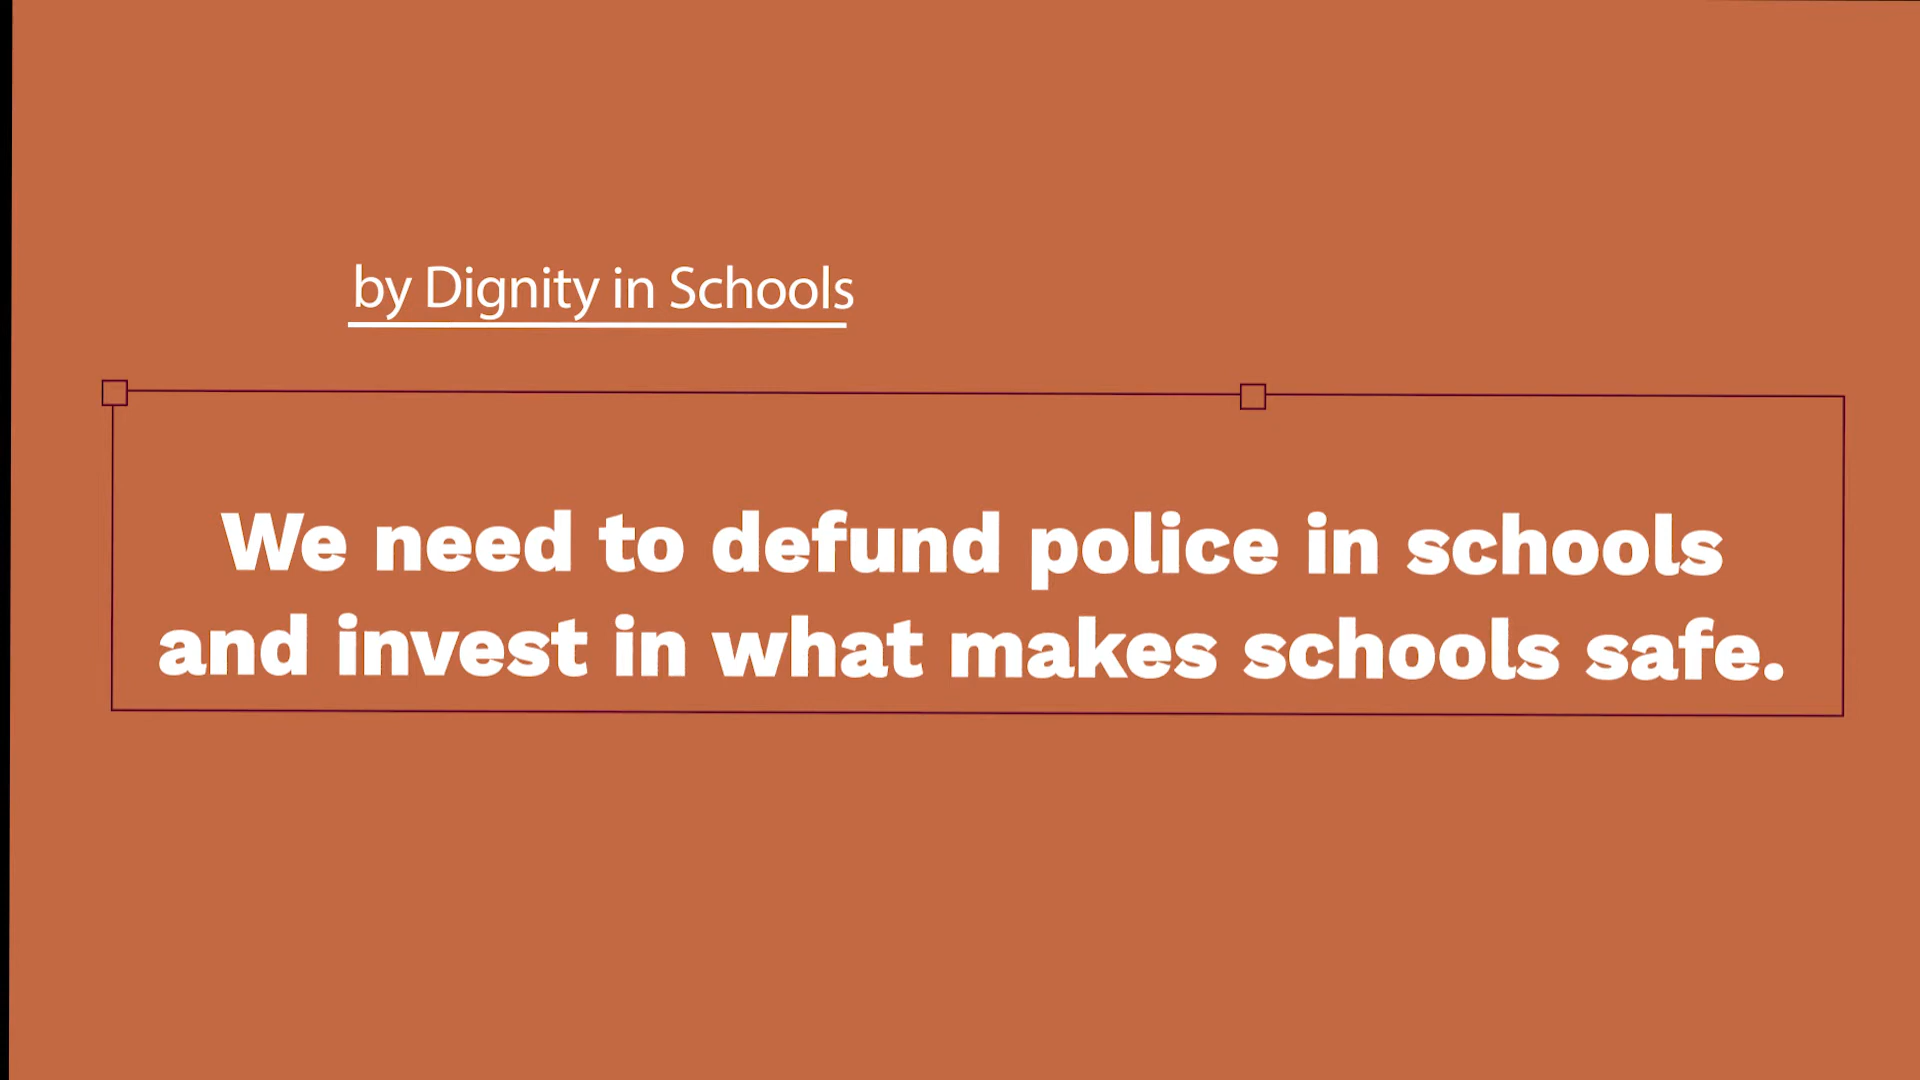 by Dignity in Schools
We need to defund police in schools
and invest in what makes schools safe.